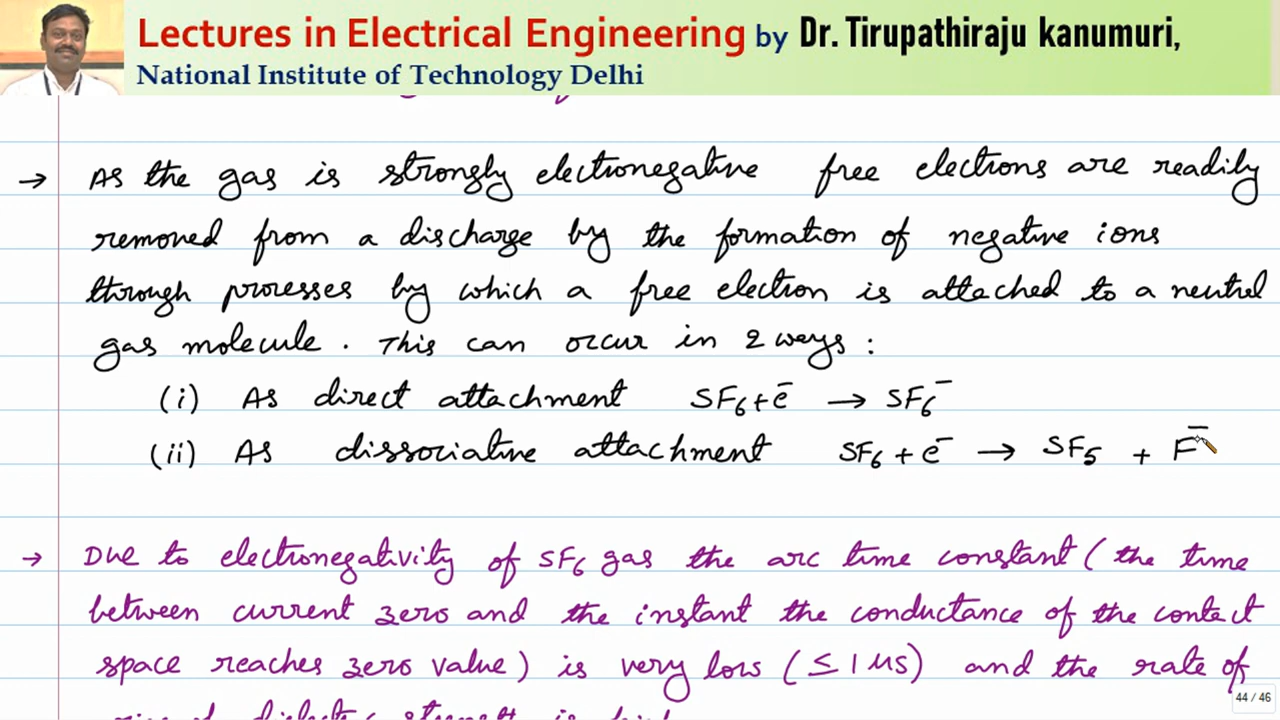 Lectures in Electrical Engineering by Dr. Tirupathiraju kanumuri,
National Institute of Technology Delhi
→ As the gas is strongly electronegative free electrons are readily
removed from a discharge by the formation of negative ions
through processes by which a free electron is attached to a neutral
gas molecule. This can occur in 2 ways :
(i) As direct attachment SF₆ + e⁻ → SF₆⁻
(ii) As dissociative attachment SF₆ + e⁻ → SF₅ + F⁻
→ Due to electronegativity of SF₆ gas the arc time constant ( the time
between current zero and the instant the conductance of the contact
space reaches zero value ) is very low ( ≤ 1 μs ) and the rate of
strength is
44 / 46